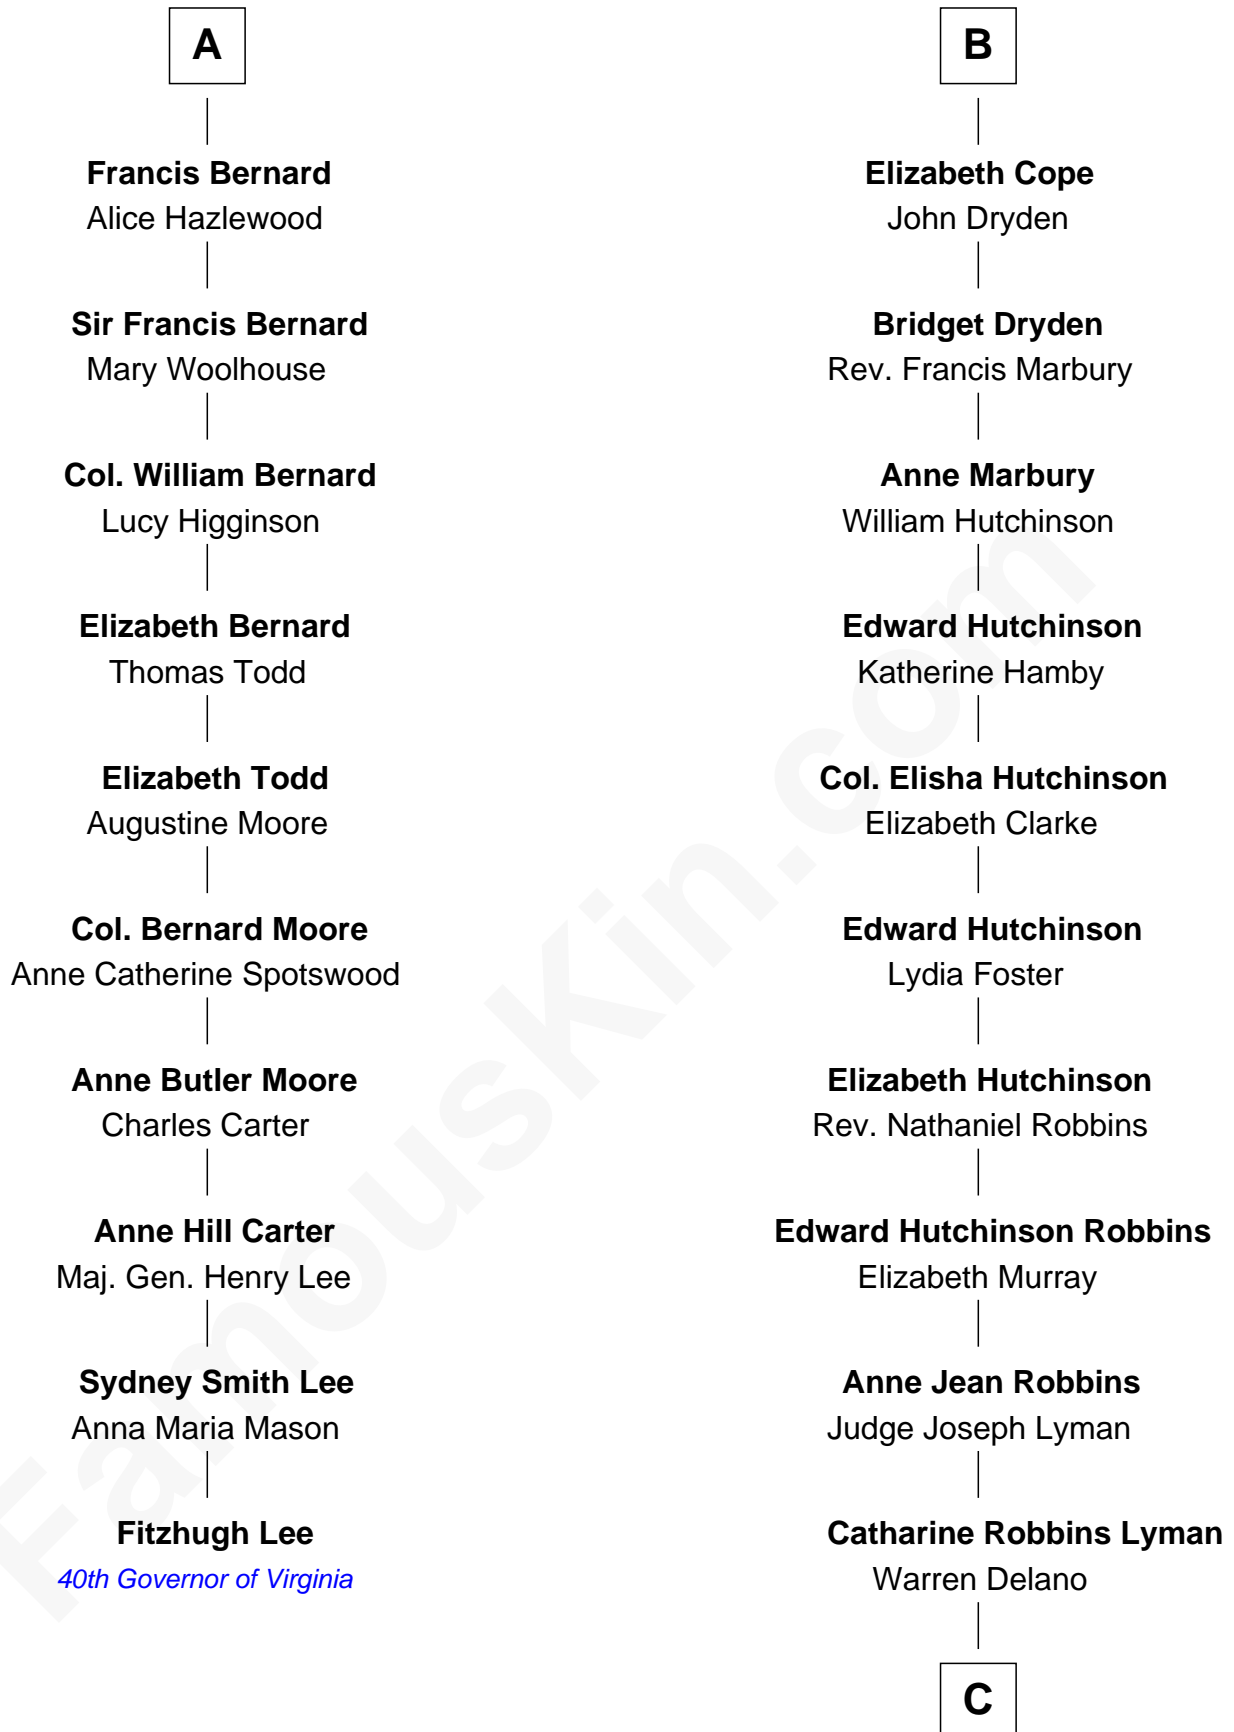 A
Francis Bernard
Alice Hazlewood
Sir Francis Bernard
Mary Woolhouse
Col. William Bernard
Lucy Higginson
Elizabeth Bernard
Thomas Todd
Elizabeth Todd
Augustine Moore
Col. Bernard Moore
Anne Catherine Spotswood
Anne Butler Moore
Charles Carter
Anne Hill Carter
Maj. Gen. Henry Lee
Sydney Smith Lee
Anna Maria Mason
Fitzhugh Lee
40th Governor of Virginia
B
Elizabeth Cope
John Dryden
Bridget Dryden
Rev. Francis Marbury
Anne Marbury
William Hutchinson
Edward Hutchinson
Katherine Hamby
Col. Elisha Hutchinson
Elizabeth Clarke
Edward Hutchinson
Lydia Foster
Elizabeth Hutchinson
Rev. Nathaniel Robbins
Edward Hutchinson Robbins
Elizabeth Murray
Anne Jean Robbins
Judge Joseph Lyman
Catharine Robbins Lyman
Warren Delano
C
FamousKin.com